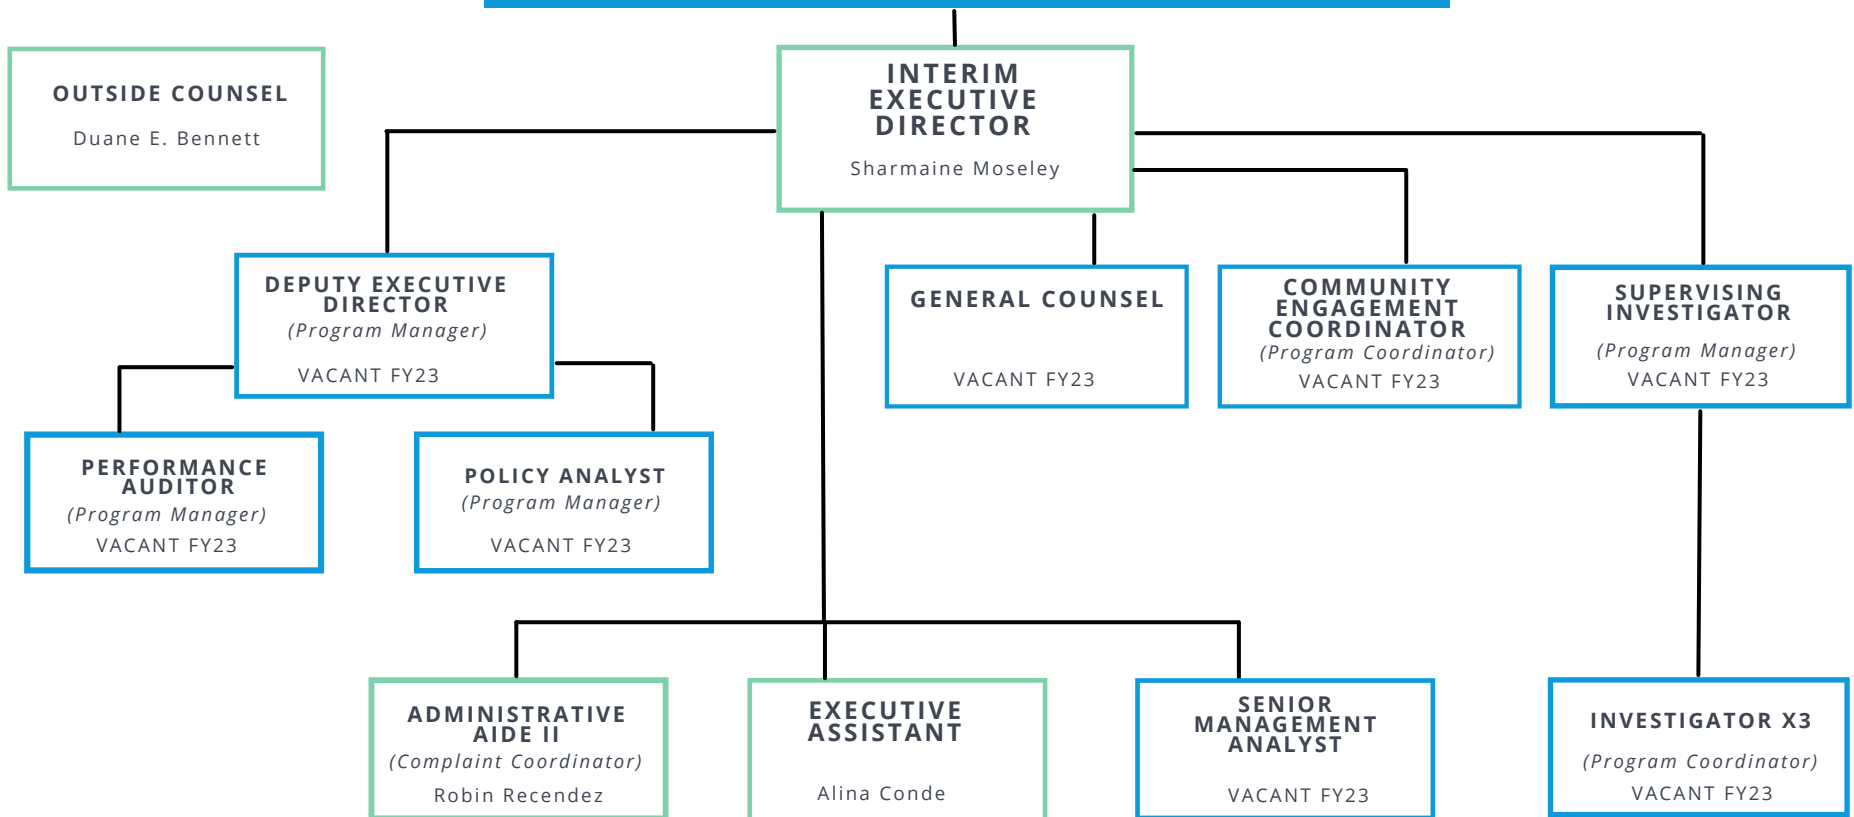 OUTSIDE COUNSEL
Duane E. Bennett
INTERIM
EXECUTIVE
DIRECTOR
Sharmaine Moseley
DEPUTY EXECUTIVE
DIRECTOR
(Program Manager)
VACANT FY23
GENERAL COUNSEL
VACANT FY23
COMMUNITY
ENGAGEMENT
COORDINATOR
(Program Coordinator)
VACANT FY23
SUPERVISING
INVESTIGATOR
(Program Manager)
VACANT FY23
PERFORMANCE
AUDITOR
(Program Manager)
VACANT FY23
POLICY ANALYST
(Program Manager)
VACANT FY23
ADMINISTRATIVE
AIDE II
(Complaint Coordinator)
Robin Recendez
EXECUTIVE
ASSISTANT
Alina Conde
SENIOR
MANAGEMENT
ANALYST
VACANT FY23
INVESTIGATOR X3
(Program Coordinator)
VACANT FY23